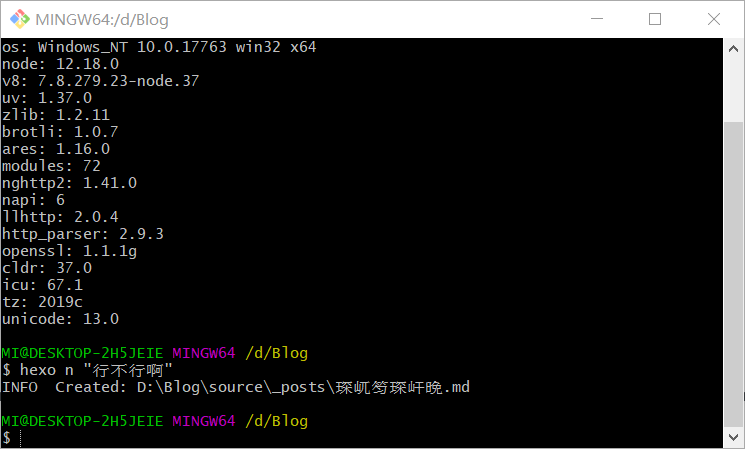 MINGW64:/d/Blog
os: Windows_NT 10.0.17763 win32 x64
node: 12.18.0
v8: 7.8.279.23-node.37
uv: 1.37.0
zlib: 1.2.11
brotli: 1.0.7
ares: 1.16.0
modules: 72
nghttp2: 1.41.0
napi: 6
llhttp: 2.0.4
http_parser: 2.9.3
openssl: 1.1.1g
cldr: 37.0
icu: 67.1
tz: 2019c
unicode: 13.0
MI@DESKTOP-2H5JEIE MINGW64 /d/Blog
$ hexo n "行不行啊"
INFO  Created: D:\Blog\source\_posts\琛屼笉琛屽晩.md
MI@DESKTOP-2H5JEIE MINGW64 /d/Blog
$